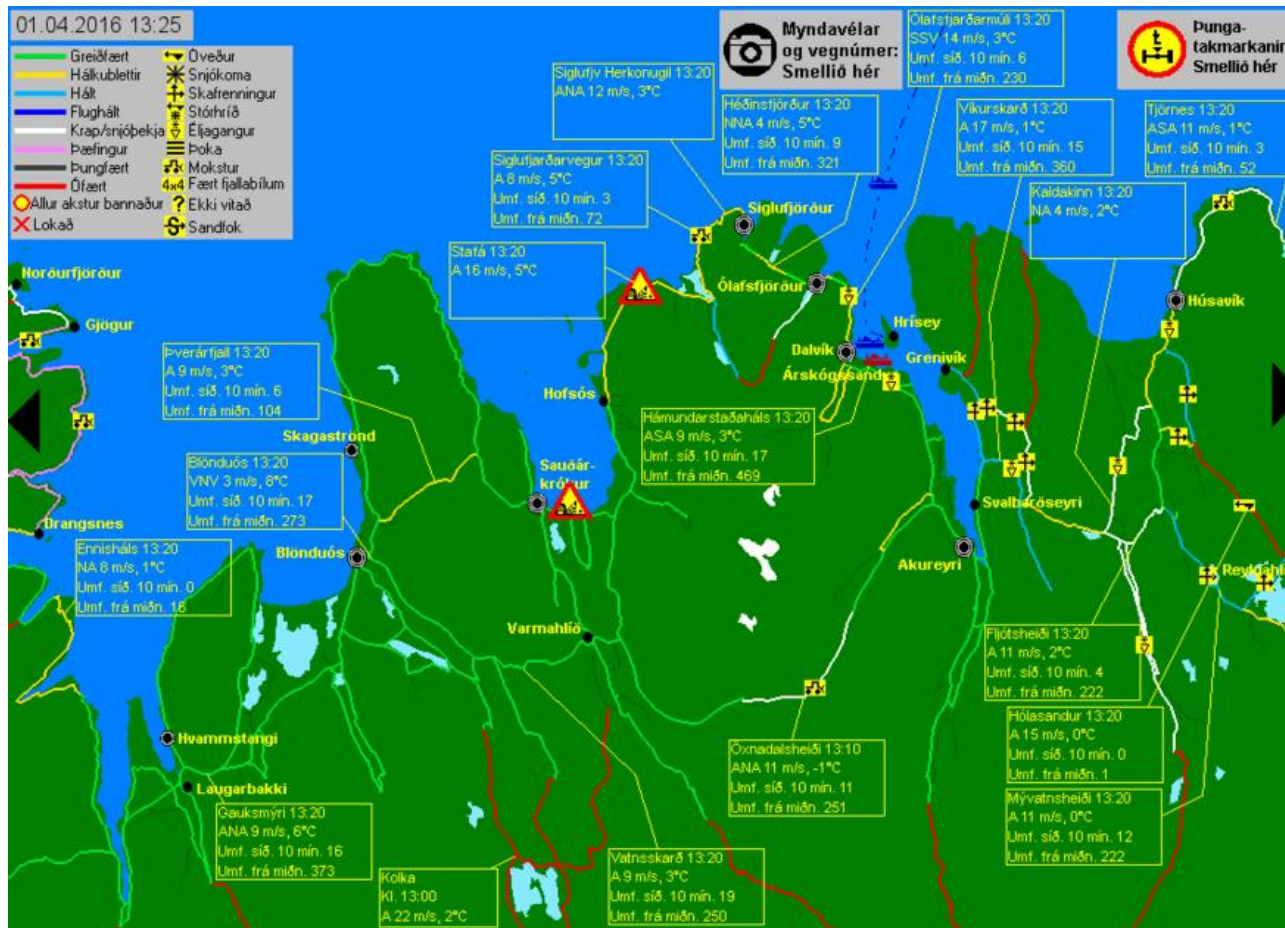 01.04.2016 13:25
Greiðfært
Hálkublettir
Hált
Flughált
Krap/snjóþekja
Þæfingur
Þungfært
Ófært
Allur akstur bannaður
Lokað
Óveður
Snjókoma
Skafrenningur
Stórhríð
Éljagangur
Þoka
Mokstur
4x4 Fært fjallabílum
? Ekki vitað
S Sandfok
Myndavélar
og vegnúmer:
Smellið hér
Þunga-
takmarkanir
Smellið hér
t
Siglufjv Herkonugil 13:20
ANA 12 m/s, 3°C
Ólafsfjarðarmúli 13:20
SSV 14 m/s, 3°C
Umf. síð. 10 mín. 6
Umf. frá miðn. 230
Héðinsfjörður 13:20
NNA 4 m/s, 5°C
Umf. síð. 10 mín. 9
Umf. frá miðn. 321
Víkurskarð 13:20
A 17 m/s, 1°C
Umf. síð. 10 mín. 15
Umf. frá miðn. 360
Tjörnes 13:20
ASA 11 m/s, 1°C
Umf. síð. 10 mín. 3
Umf. frá miðn. 52
Siglufjarðarvegur 13:20
A 8 m/s, 5°C
Umf. síð. 10 mín. 3
Umf. frá miðn. 72
Kaldakinn 13:20
NA 4 m/s, 2°C
Stafá 13:20
A 16 m/s, 5°C
Siglufjörður
Norðurfjörður
Gjögur
Ólafsfjörður
Húsavík
Hrísey
Dalvík
Grenivík
Árskógssand
Þverárfjall 13:20
A 9 m/s, 3°C
Umf. síð. 10 mín. 6
Umf. frá miðn. 104
Hofsós
Hámundarstaðaháls 13:20
ASA 9 m/s, 3°C
Umf. síð. 10 mín. 17
Umf. frá miðn. 469
Skagaströnd
Blönduós 13:20
VNV 3 m/s, 8°C
Umf. síð. 10 mín. 17
Umf. frá miðn. 273
Sauðár-
krókur
Svalbarðseyri
Drangsnes
Ennisháls 13:20
NA 8 m/s, 1°C
Umf. síð. 10 mín. 0
Umf. frá miðn. 16
Blönduós
Akureyri
Reykjahlí
Varmahlíð
Fljótsheiði 13:20
A 11 m/s, 2°C
Umf. síð. 10 mín. 4
Umf. frá miðn. 222
Hólasandur 13:20
A 15 m/s, 0°C
Umf. síð. 10 mín. 0
Umf. frá miðn. 1
Hvammstangi
Laugarbakki
Öxnadalsheiði 13:10
ANA 11 m/s, -1°C
Umf. síð. 10 mín. 11
Umf. frá miðn. 251
Mývatnsheiði 13:20
A 11 m/s, 0°C
Umf. síð. 10 mín. 12
Umf. frá miðn. 222
Gauksmýri 13:20
ANA 9 m/s, 6°C
Umf. síð. 10 mín. 16
Umf. frá miðn. 373
Kolka
Kl. 13:00
A 22 m/s, 2°C
Vatnsskarð 13:20
A 9 m/s, 3°C
Umf. síð. 10 mín. 19
Umf. frá miðn. 250